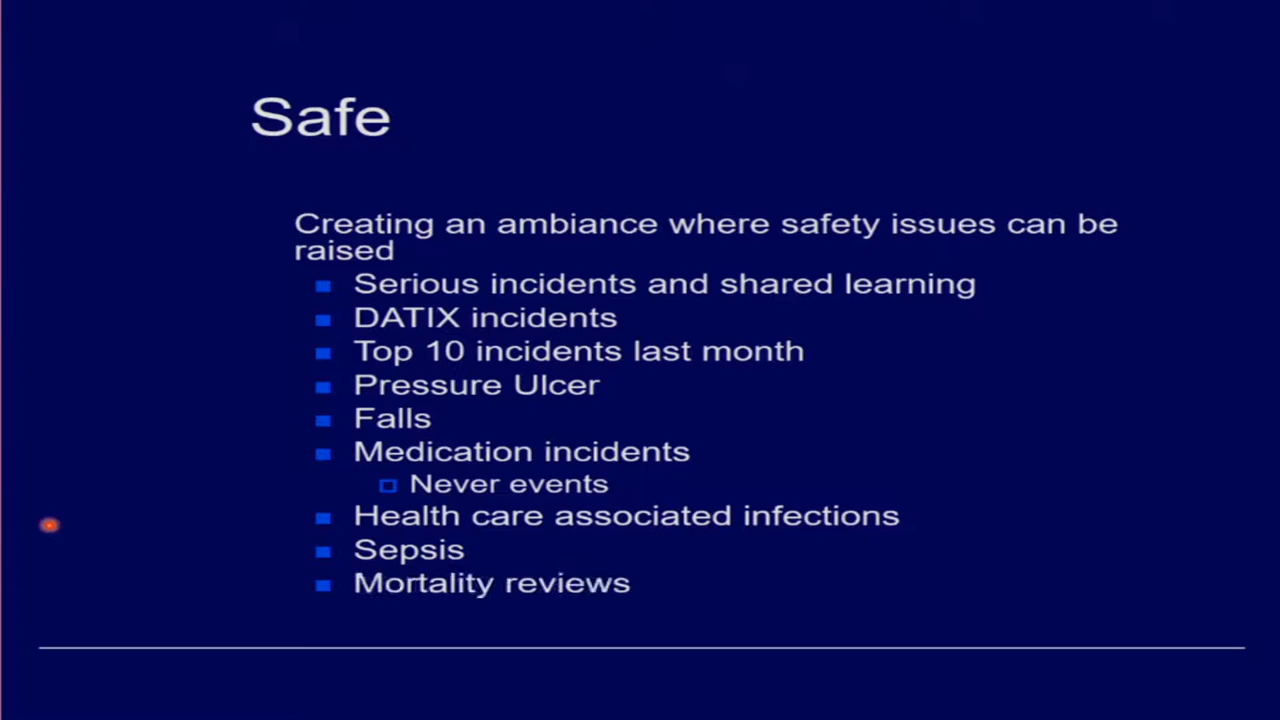 Safe
Creating an ambiance where safety issues can be
raised
Serious incidents and shared learning
DATIX incidents
Top 10 incidents last month
Pressure Ulcer
Falls
Medication incidents
Never events
Health care associated infections
Sepsis
Mortality reviews